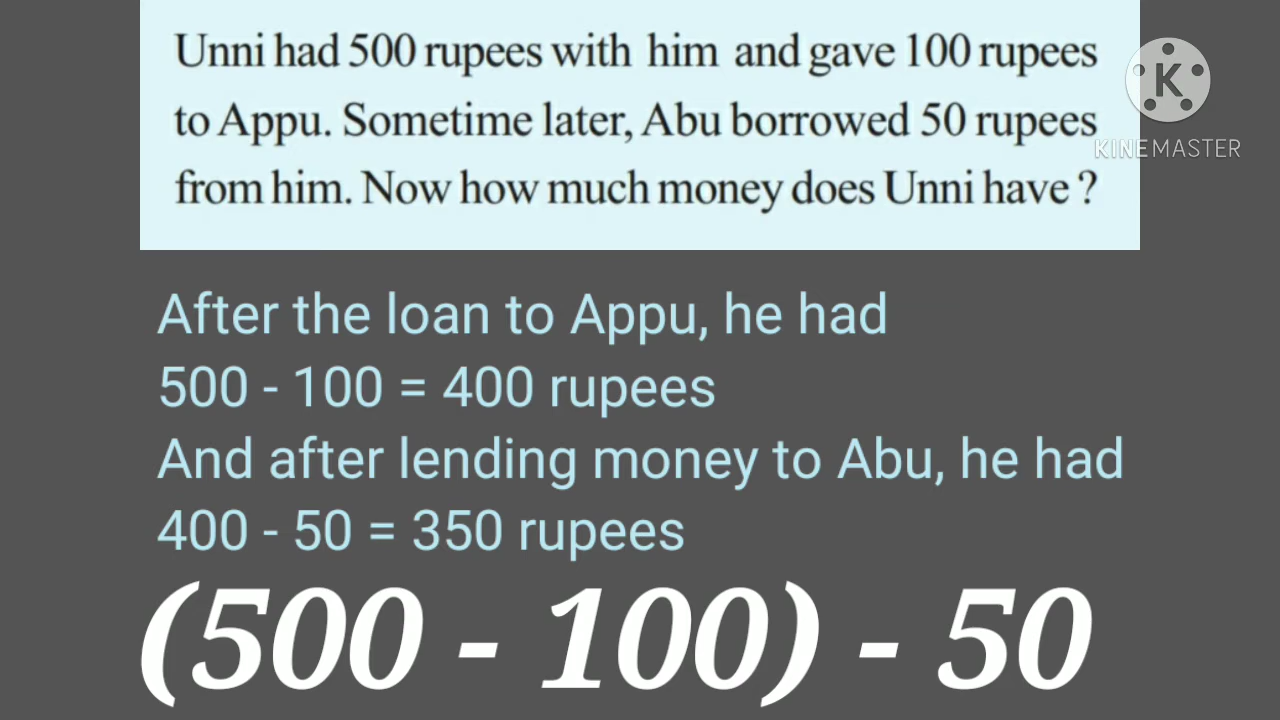 Unni had 500 rupees with him and gave 100 rupees
to Appu. Sometime later, Abu borrowed 50 rupees
from him. Now how much money does Unni have ?
K
KINEMASTER
After the loan to Appu, he had
500 - 100 = 400 rupees
And after lending money to Abu, he had
400 - 50 = 350 rupees
(500 - 100) - 50